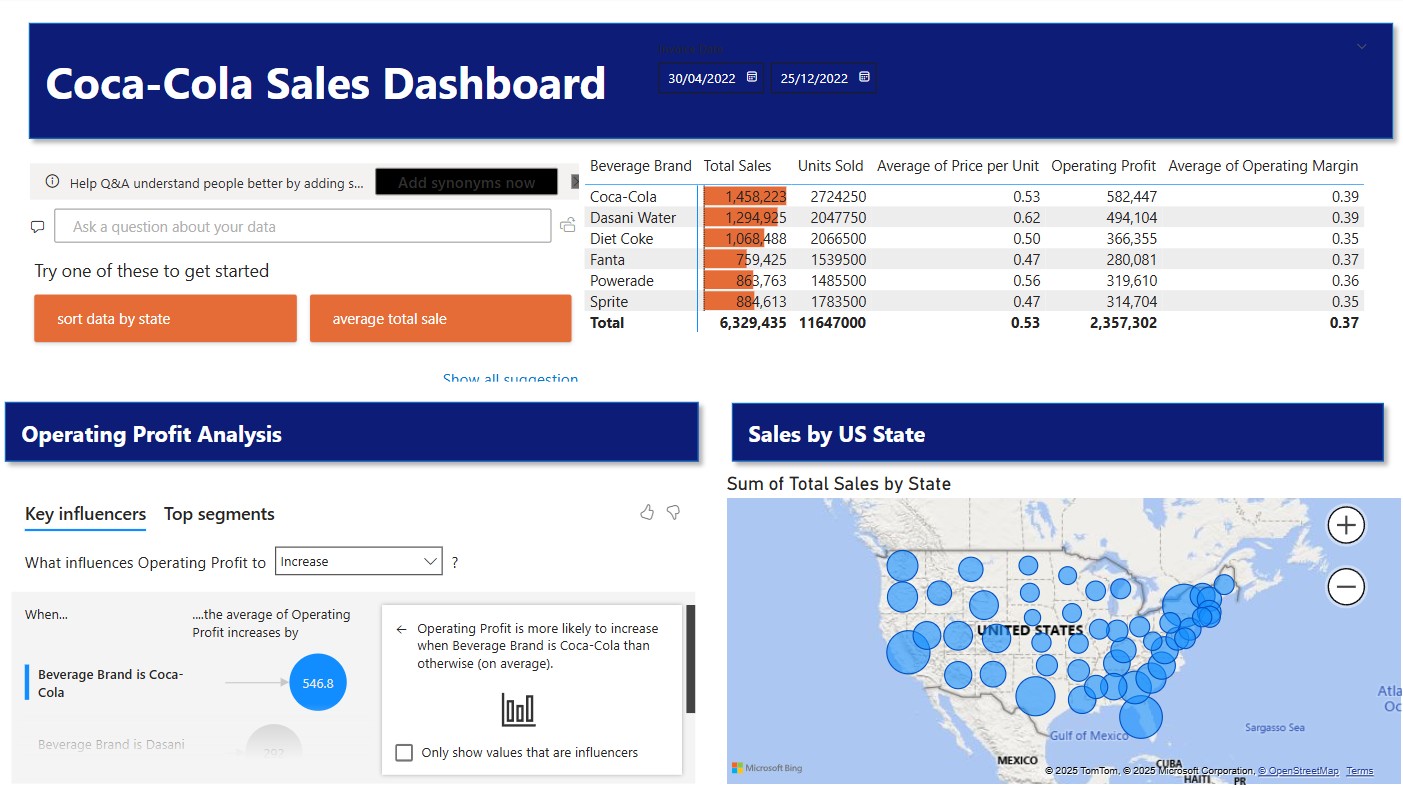 Coca-Cola Sales Dashboard
Invoice Date
30/04/2022 25/12/2022
Help Q&A understand people better by adding s... Add synonyms now
Ask a question about your data
Try one of these to get started
sort data by state average total sale
Show all suggestion
Beverage Brand Total Sales Units Sold Average of Price per Unit Operating Profit Average of Operating Margin
Coca-Cola 1,458,223 2724250 0.53 582,447 0.39
Dasani Water 1,294,925 2047750 0.62 494,104 0.39
Diet Coke 1,068,488 2066500 0.50 366,355 0.35
Fanta 759,425 1539500 0.47 280,081 0.37
Powerade 863,763 1485500 0.56 319,610 0.36
Sprite 884,613 1783500 0.47 314,704 0.35
Total 6,329,435 11647000 0.53 2,357,302 0.37
Operating Profit Analysis
Key influencers Top segments
What influences Operating Profit to Increase ?
When...
....the average of Operating
Profit increases by
Beverage Brand is Coca-
Cola
546.8
Beverage Brand is Dasani
292
← Operating Profit is more likely to increase
when Beverage Brand is Coca-Cola than
otherwise (on average).
Only show values that are influencers
Sales by US State
Sum of Total Sales by State
UNITED STATES
Gulf of Mexico
Sargasso Sea
MEXICO
CUBA
HAITI
PR
Microsoft Bing
© 2025 TomTom, © 2025 Microsoft Corporation, © OpenStreetMap Terms